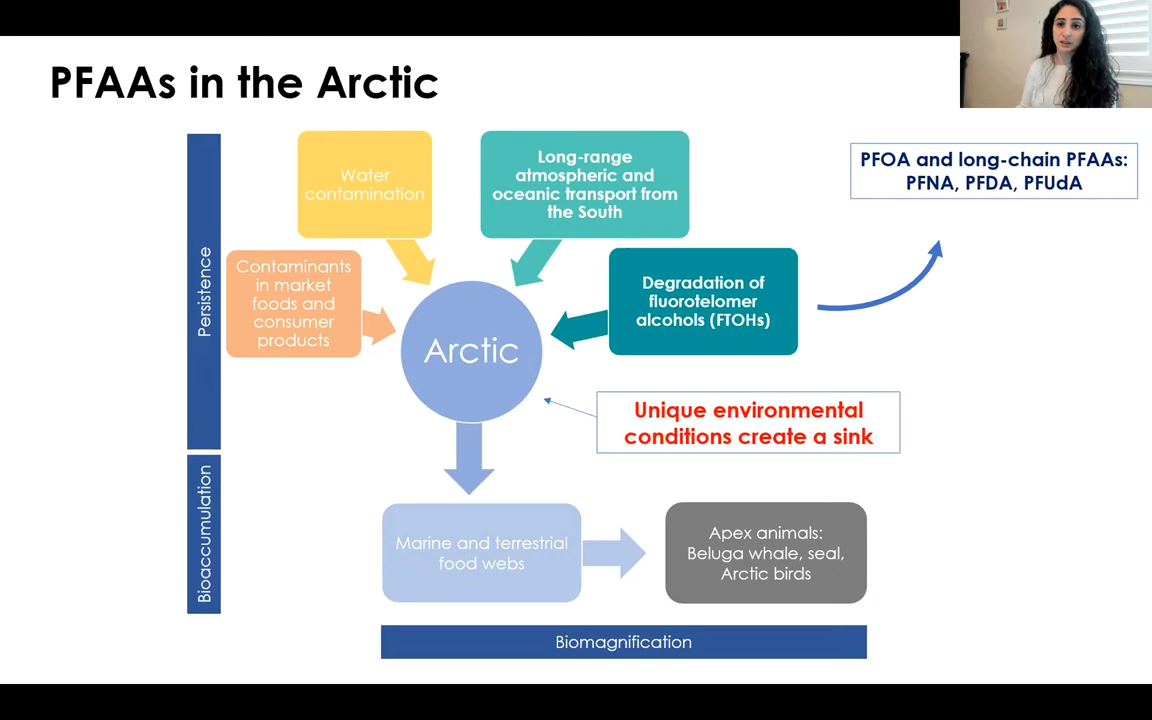 PFAAs in the Arctic
Persistence
Bioaccumulation
Water
contamination
Long-range
atmospheric and
oceanic transport from
the South
PFOA and long-chain PFAAs:
PFNA, PFDA, PFUdA
Contaminants
in market
foods and
consumer
products
Degradation of
fluorotelomer
alcohols (FTOHs)
Arctic
Unique environmental
conditions create a sink
Marine and terrestrial
food webs
Apex animals:
Beluga whale, seal,
Arctic birds
Biomagnification